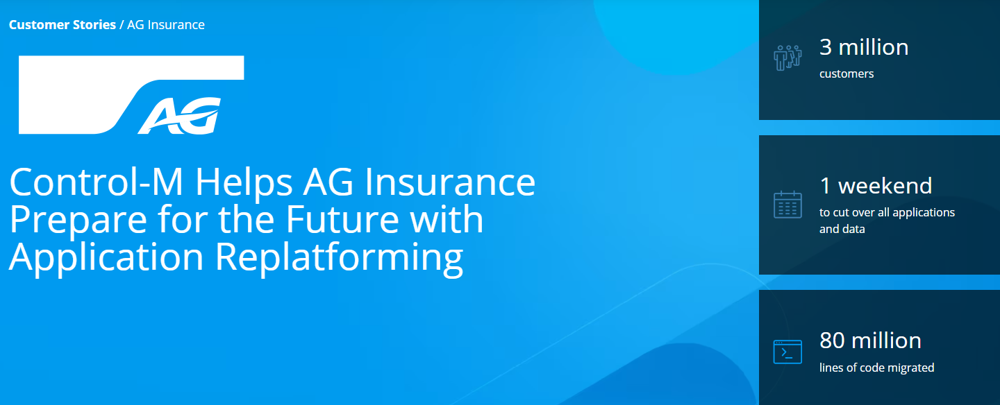 Customer Stories / AG Insurance
AG
Control-M Helps AG Insurance
Prepare for the Future with
Application Replatforming
3 million
customers
1 weekend
to cut over all applications
and data
80 million
lines of code migrated